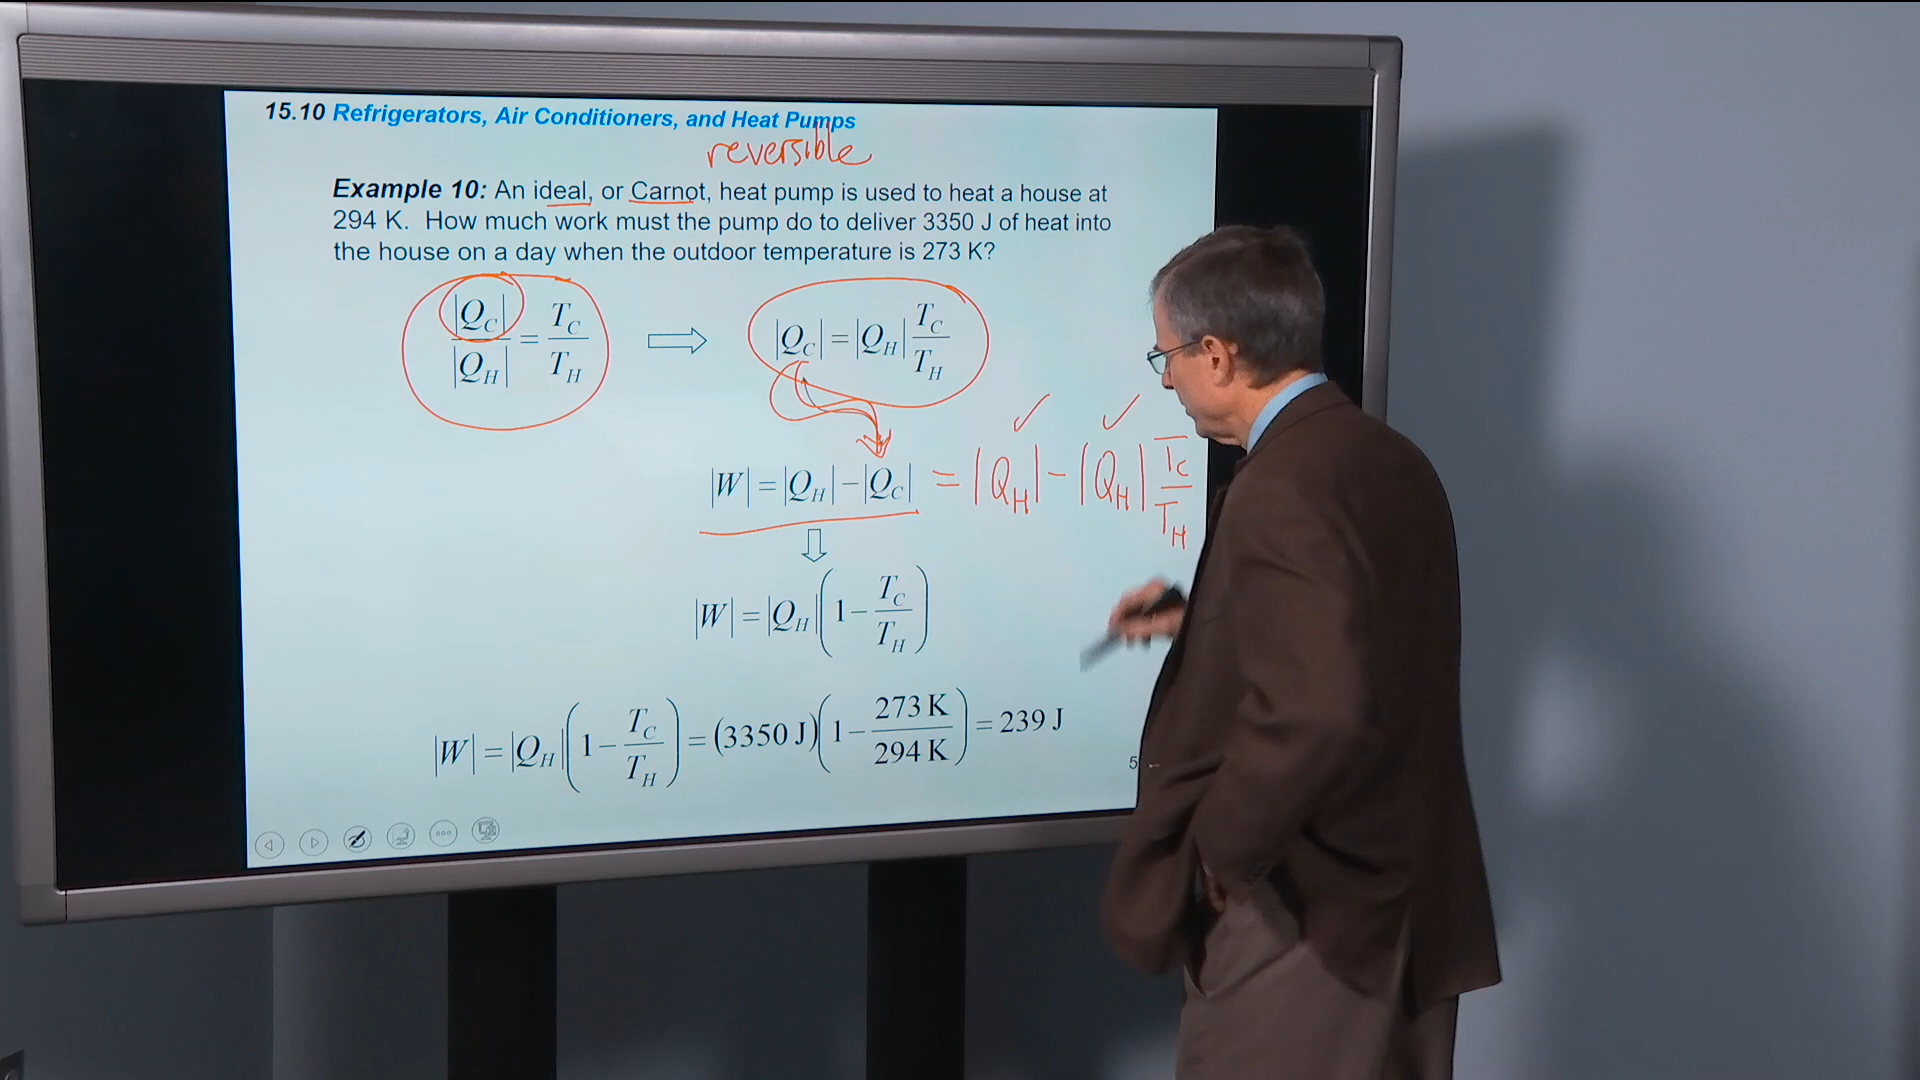 15.10 Refrigerators, Air Conditioners, and Heat Pumps
reversible
Example 10: An ideal, or Carnot, heat pump is used to heat a house at
294 K. How much work must the pump do to deliver 3350 J of heat into
the house on a day when the outdoor temperature is 273 K?
|Q_C| / |Q_H| = T_C / T_H ⇒ |Q_C| = |Q_H| T_C / T_H
|W| = |Q_H| − |Q_C| = |Q_H| − |Q_H| T_C / T_H
|W| = |Q_H| (1 − T_C / T_H)
|W| = |Q_H| (1 − T_C / T_H) = (3350 J) (1 − 273 K / 294 K) = 239 J